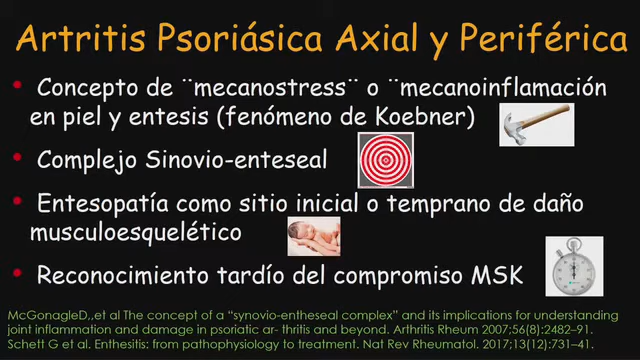 Artritis Psoriásica Axial y Periférica
• Concepto de ¨mecanostress¨ o ¨mecanoinflamación
en piel y entesis (fenómeno de Koebner)
• Complejo Sinovio-enteseal
• Entesopatía como sitio inicial o temprano de daño
musculoesquelético
• Reconocimiento tardío del compromiso MSK
McGonagleD,,et al The concept of a “synovio-entheseal complex” and its implications for understanding
joint inflammation and damage in psoriatic ar- thritis and beyond. Arthritis Rheum 2007;56(8):2482–91.
Schett G et al. Enthesitis: from pathophysiology to treatment. Nat Rev Rheumatol. 2017;13(12):731–41.